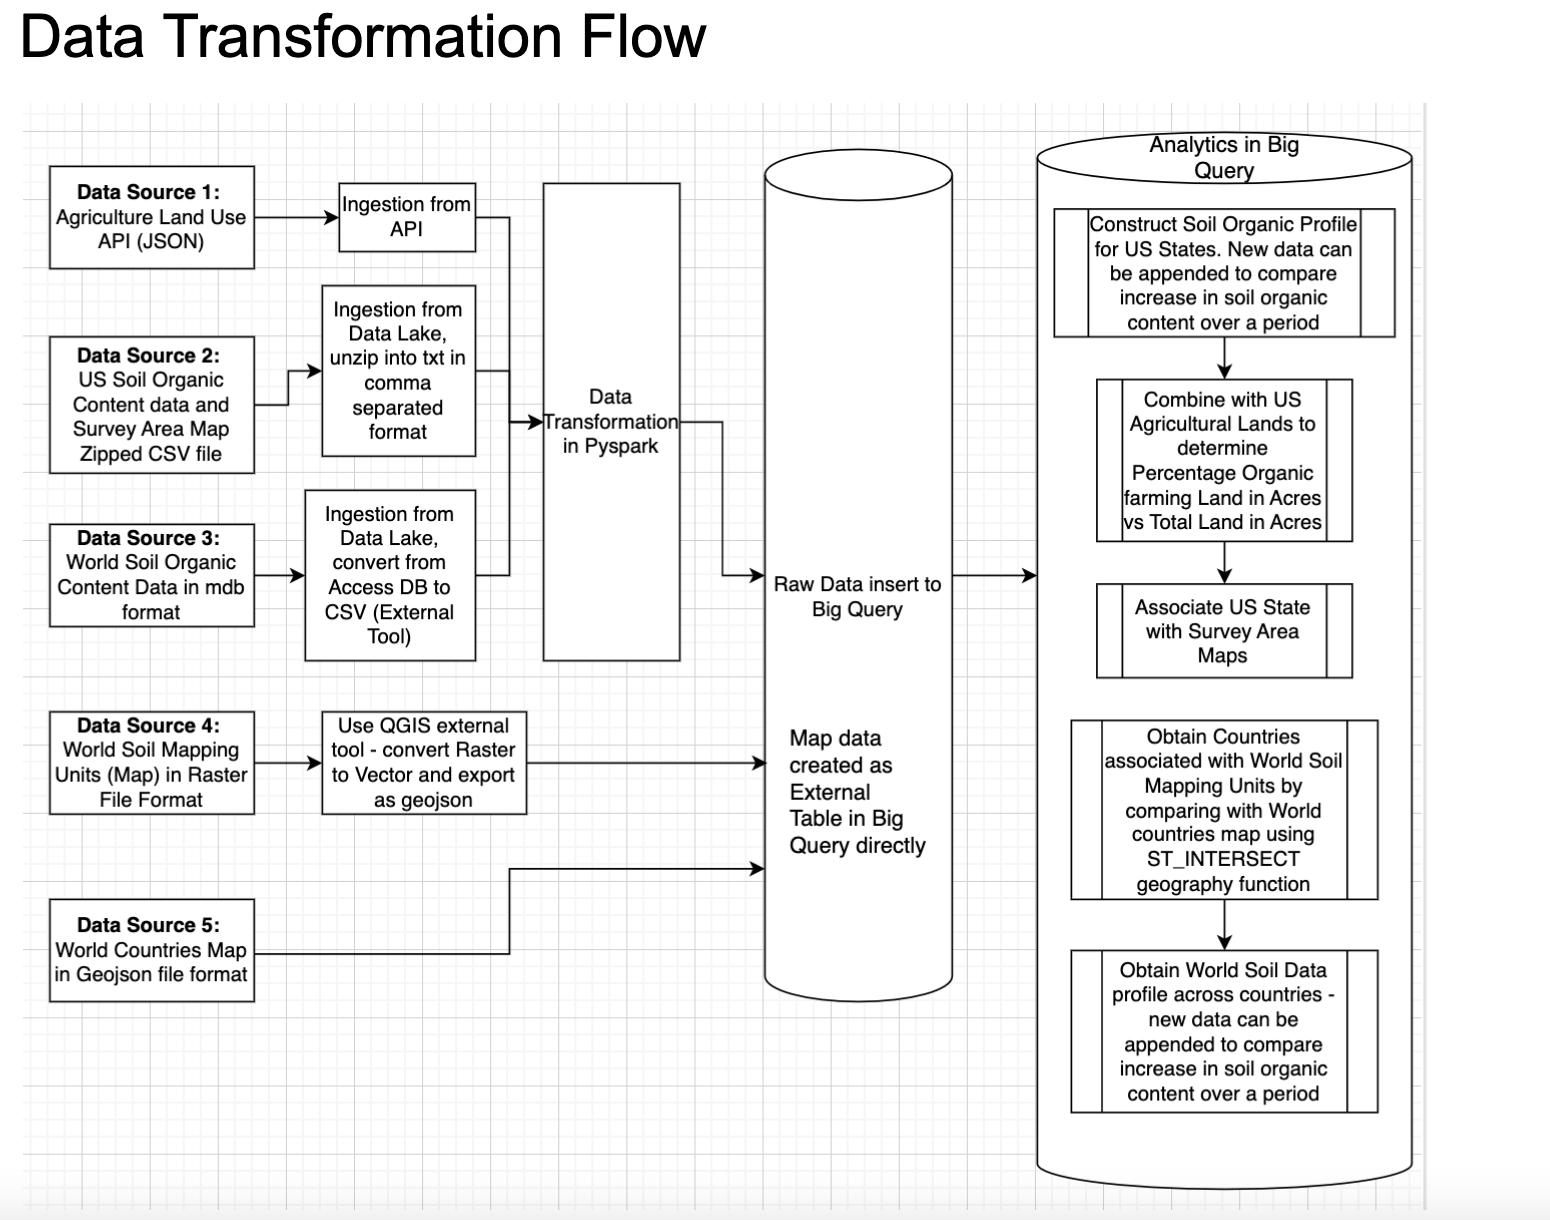 Data Transformation Flow
Data Source 1:
Agriculture Land Use
API (JSON)
Ingestion from
API
Data Source 2:
US Soil Organic
Content data and
Survey Area Map
Zipped CSV file
Ingestion from
Data Lake,
unzip into txt in
comma
separated
format
Data Source 3:
World Soil Organic
Content Data in mdb
format
Ingestion from
Data Lake,
convert from
Access DB to
CSV (External
Tool)
Data
Transformation
in Pyspark
Data Source 4:
World Soil Mapping
Units (Map) in Raster
File Format
Use QGIS external
tool - convert Raster
to Vector and export
as geojson
Data Source 5:
World Countries Map
in Geojson file format
Raw Data insert to
Big Query
Map data
created as
External
Table in Big
Query directly
Analytics in Big
Query
Construct Soil Organic Profile
for US States. New data can
be appended to compare
increase in soil organic
content over a period
Combine with US
Agricultural Lands to
determine
Percentage Organic
farming Land in Acres
vs Total Land in Acres
Associate US State
with Survey Area
Maps
Obtain Countries
associated with World Soil
Mapping Units by
comparing with World
countries map using
ST_INTERSECT
geography function
Obtain World Soil Data
profile across countries -
new data can be
appended to compare
increase in soil organic
content over a period